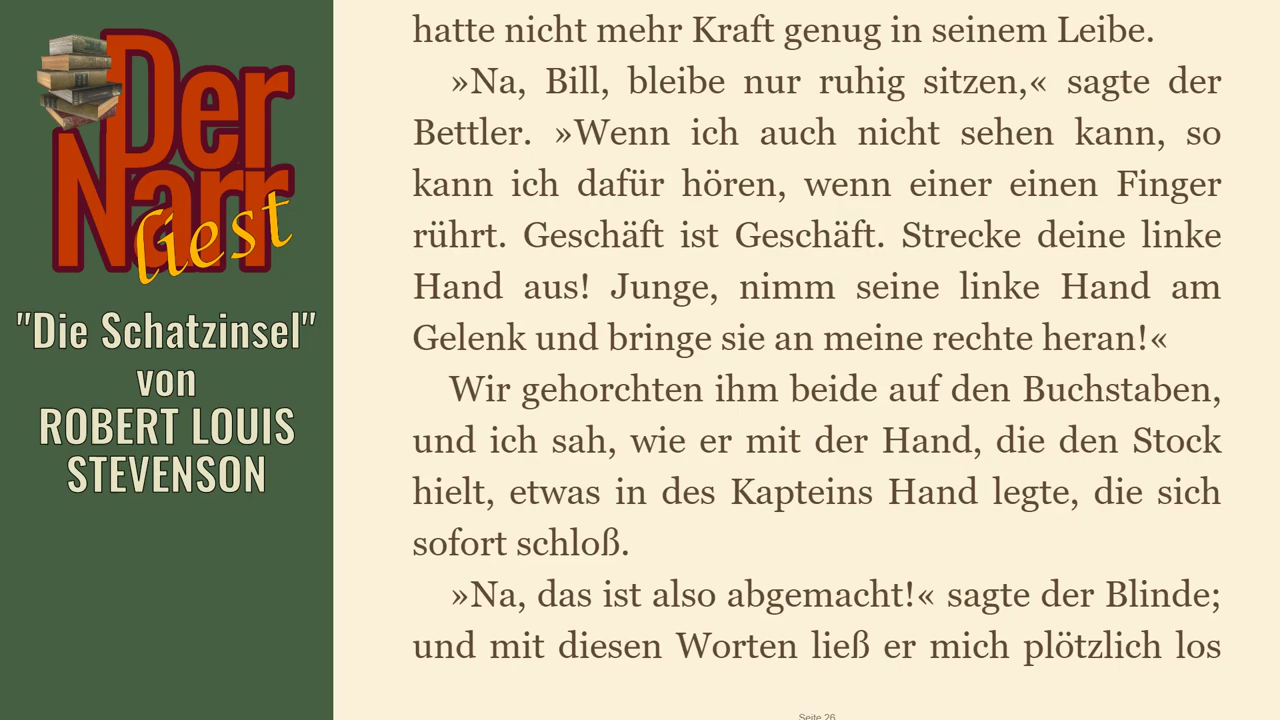 Der
Narr
liest
"Die Schatzinsel"
von
ROBERT LOUIS
STEVENSON
hatte nicht mehr Kraft genug in seinem Leibe.
»Na, Bill, bleibe nur ruhig sitzen,« sagte der
Bettler. »Wenn ich auch nicht sehen kann, so
kann ich dafür hören, wenn einer einen Finger
rührt. Geschäft ist Geschäft. Strecke deine linke
Hand aus! Junge, nimm seine linke Hand am
Gelenk und bringe sie an meine rechte heran!«
Wir gehorchten ihm beide auf den Buchstaben,
und ich sah, wie er mit der Hand, die den Stock
hielt, etwas in des Kapteins Hand legte, die sich
sofort schloß.
»Na, das ist also abgemacht!« sagte der Blinde;
und mit diesen Worten ließ er mich plötzlich los
Seite 26